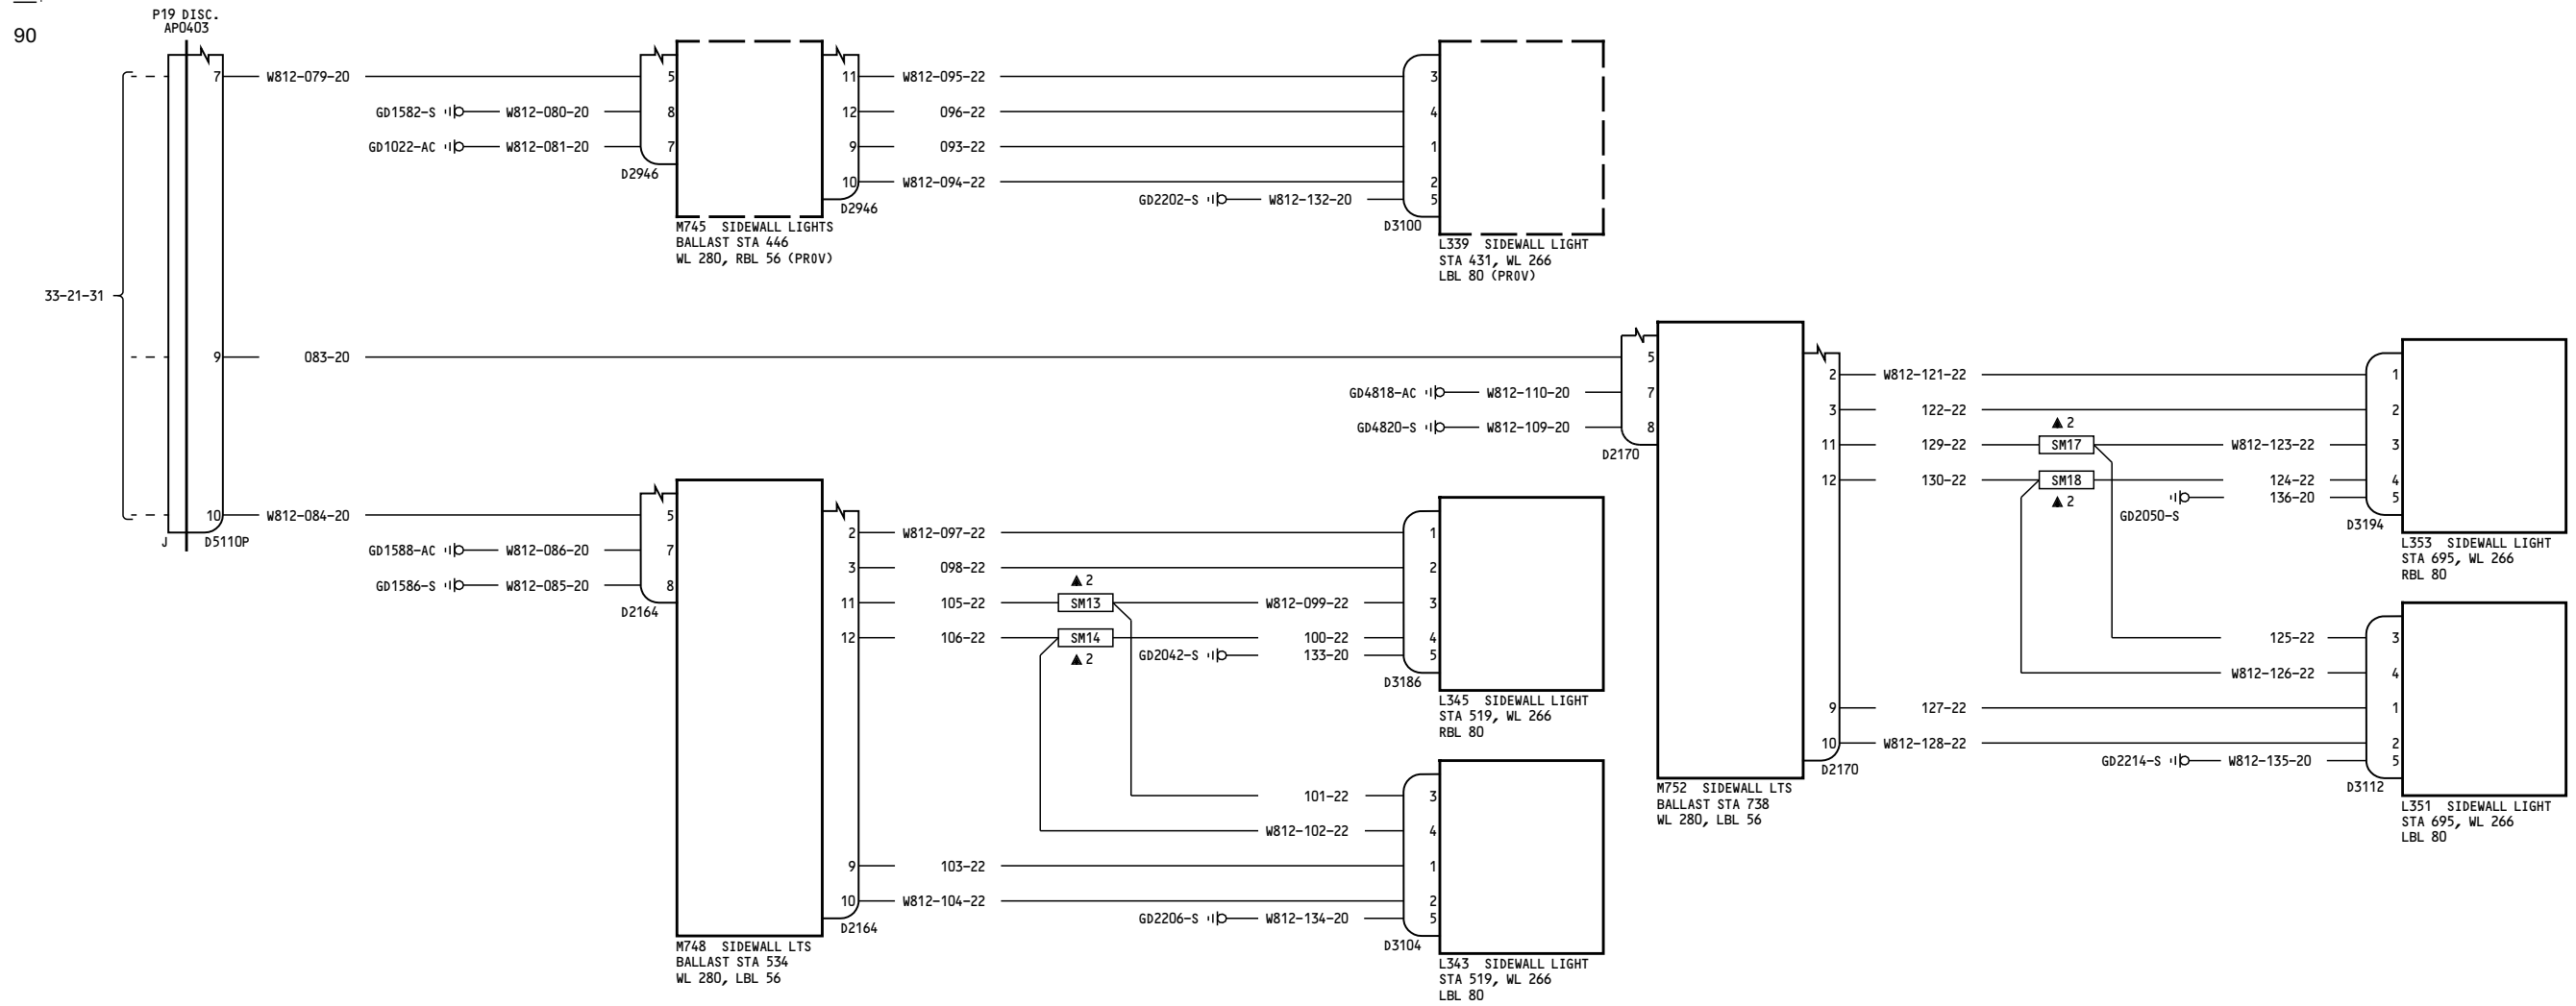 90
P19 DISC.
AP0403
33-21-31
7
W812-079-20
9
083-20
10
W812-084-20
J
D5110P
GD1582-S
W812-080-20
GD1022-AC
W812-081-20
5
8
7
D2946
11
W812-095-22
3
12
096-22
4
9
093-22
1
10
W812-094-22
2
D2946
GD2202-S
W812-132-20
5
D3100
M745 SIDEWALL LIGHTS
BALLAST STA 446
WL 280, RBL 56 (PROV)
L339 SIDEWALL LIGHT
STA 431, WL 266
LBL 80 (PROV)
5
GD4818-AC
W812-110-20
7
GD4820-S
W812-109-20
8
D2170
2
W812-121-22
1
3
122-22
2
▲ 2
11
129-22
SM17
W812-123-22
3
12
130-22
SM18
124-22
4
▲ 2
GD2050-S
136-20
5
D3194
L353 SIDEWALL LIGHT
STA 695, WL 266
RBL 80
125-22
3
W812-126-22
4
9
127-22
1
10
W812-128-22
2
D2170
GD2214-S
W812-135-20
5
D3112
M752 SIDEWALL LTS
BALLAST STA 738
WL 280, LBL 56
L351 SIDEWALL LIGHT
STA 695, WL 266
LBL 80
5
GD1588-AC
W812-086-20
7
GD1586-S
W812-085-20
8
D2164
2
W812-097-22
1
3
098-22
2
▲ 2
11
105-22
SM13
W812-099-22
3
12
106-22
SM14
100-22
4
▲ 2
GD2042-S
133-20
5
D3186
L345 SIDEWALL LIGHT
STA 519, WL 266
RBL 80
101-22
3
W812-102-22
4
9
103-22
1
10
W812-104-22
2
D2164
GD2206-S
W812-134-20
5
D3104
M748 SIDEWALL LTS
BALLAST STA 534
WL 280, LBL 56
L343 SIDEWALL LIGHT
STA 519, WL 266
LBL 80